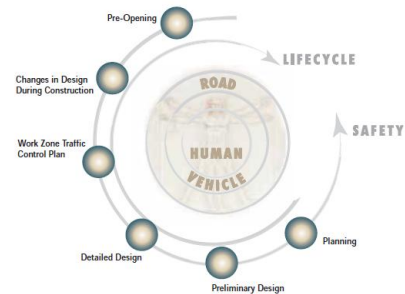 Pre-Opening
LIFECYCLE
Changes in Design
During Construction
ROAD
SAFETY
Work Zone Traffic
Control Plan
HUMAN
VEHICLE
Planning
Detailed Design
Preliminary Design